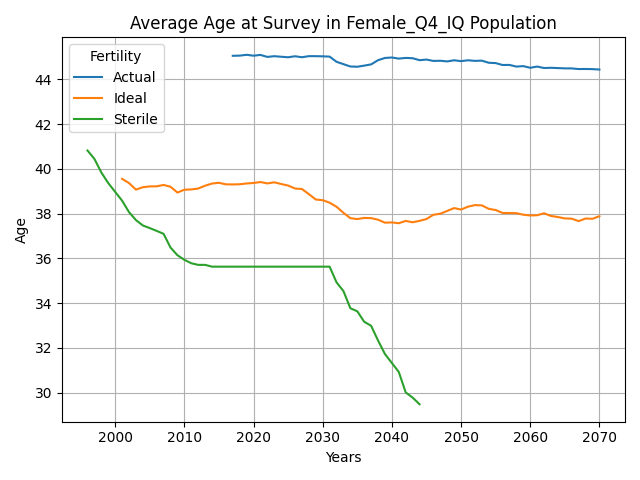 Average Age at Survey in Female_Q4_IQ Population
Fertility
Actual
Ideal
Sterile
Age
44
42
40
38
36
34
32
30
2000 2010 2020 2030 2040 2050 2060 2070
Years